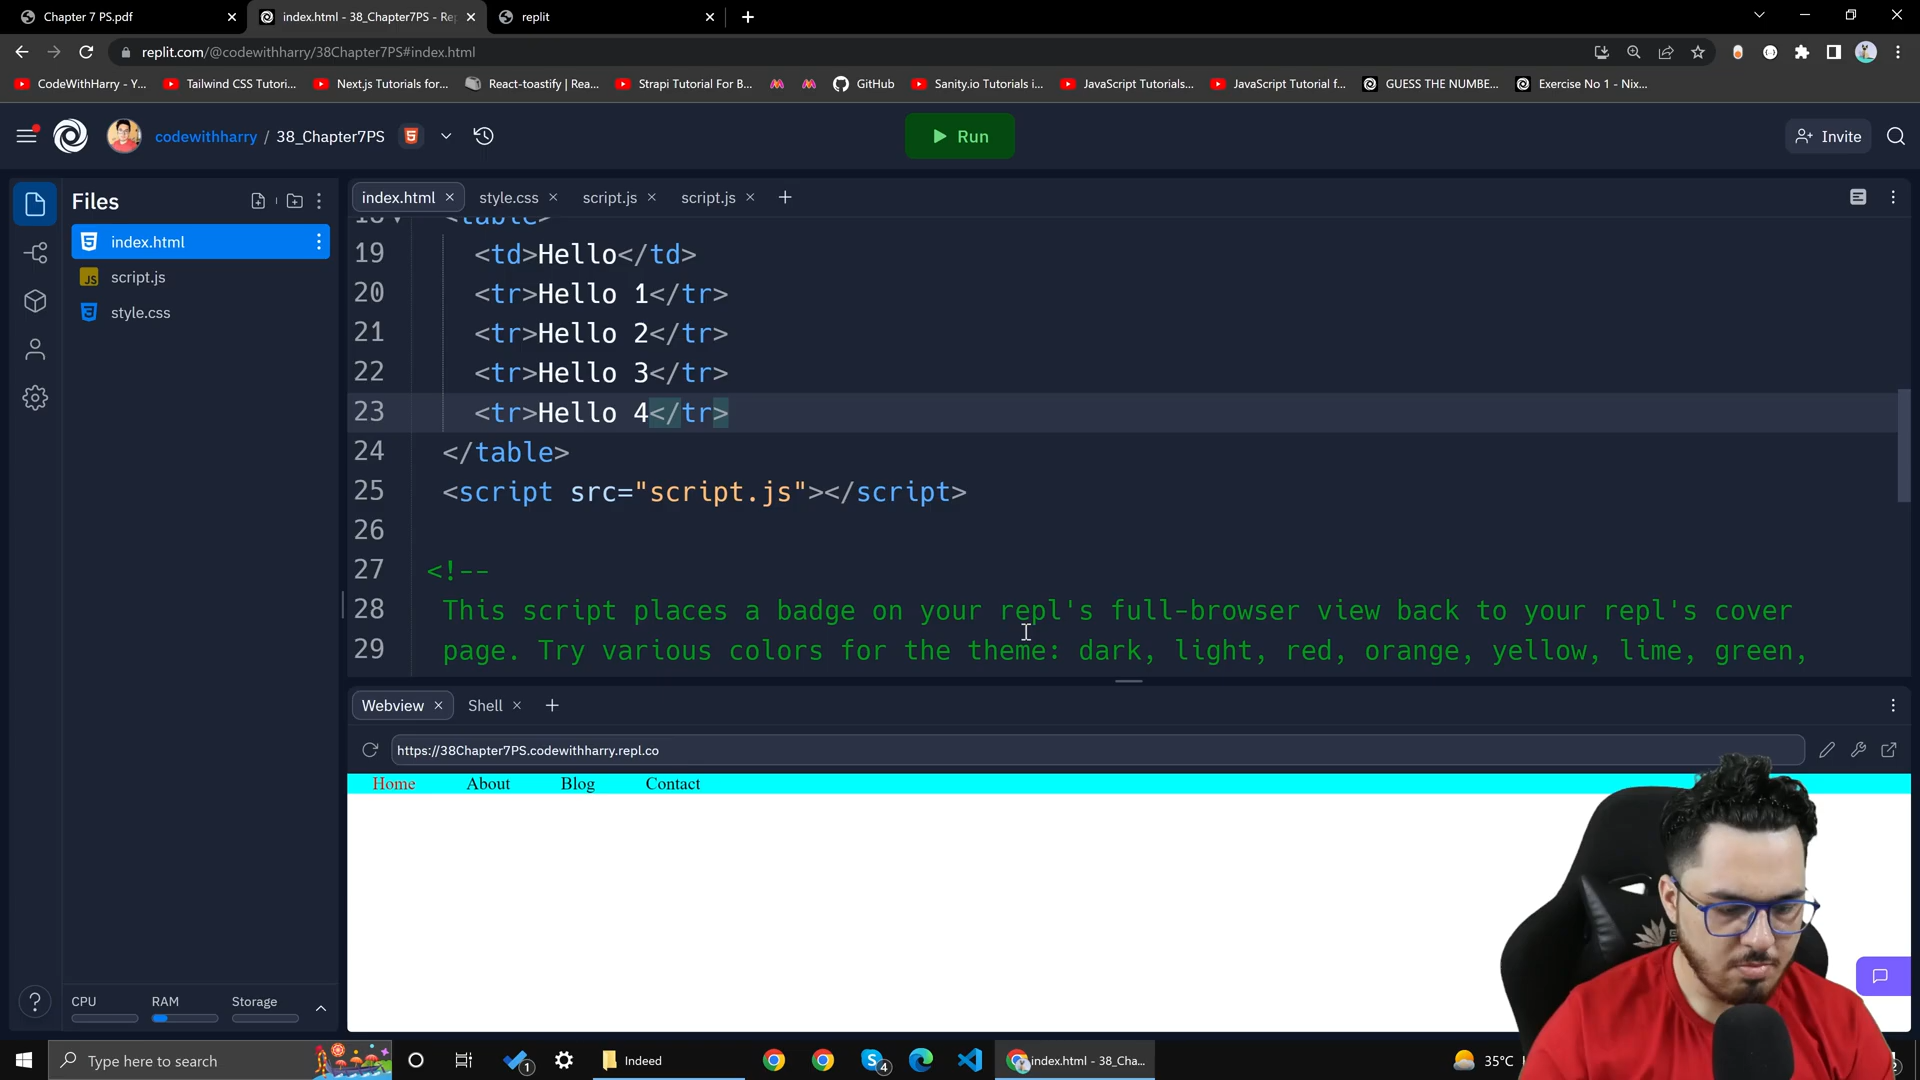 Chapter 7 PS.pdf
index.html - 38_Chapter7PS - Re
replit
replit.com/@codewithharry/38Chapter7PS#index.html
CodeWithHarry - Y...
Tailwind CSS Tutori...
Next.js Tutorials for...
React-toastify | Rea...
Strapi Tutorial For B...
GitHub
Sanity.io Tutorials i...
JavaScript Tutorials...
JavaScript Tutorial f...
GUESS THE NUMBE...
Exercise No 1 - Nix...
codewithharry / 38_Chapter7PS
Run
Invite
Files
index.html
script.js
style.css
index.html
style.css
script.js
script.js
18 <table>
19 <td>Hello</td>
20 <tr>Hello 1</tr>
21 <tr>Hello 2</tr>
22 <tr>Hello 3</tr>
23 <tr>Hello 4</tr>
24 </table>
25 <script src="script.js"></script>
26
27 <!--
28 This script places a badge on your repl's full-browser view back to your repl's cover
29 page. Try various colors for the theme: dark, light, red, orange, yellow, lime, green,
Webview
Shell
https://38Chapter7PS.codewithharry.repl.co
Home About Blog Contact
CPU RAM Storage
Type here to search
1
Indeed
4
index.html - 38_Cha...
35°C